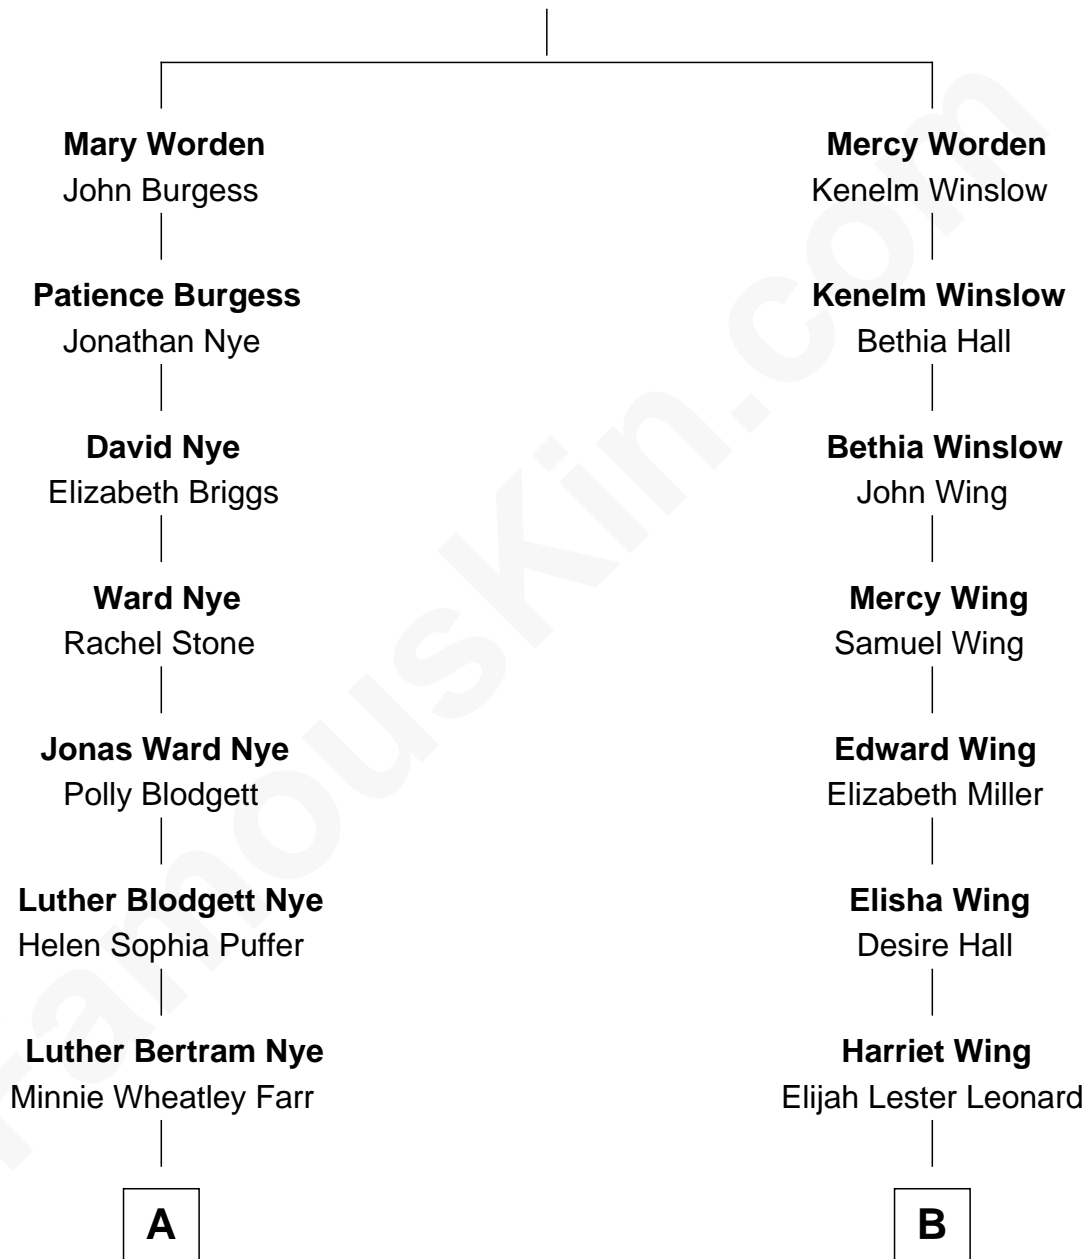 Mary Worden
John Burgess
Patience Burgess
Jonathan Nye
David Nye
Elizabeth Briggs
Ward Nye
Rachel Stone
Jonas Ward Nye
Polly Blodgett
Luther Blodgett Nye
Helen Sophia Puffer
Luther Bertram Nye
Minnie Wheatley Farr
A
Mercy Worden
Kenelm Winslow
Kenelm Winslow
Bethia Hall
Bethia Winslow
John Wing
Mercy Wing
Samuel Wing
Edward Wing
Elizabeth Miller
Elisha Wing
Desire Hall
Harriet Wing
Elijah Lester Leonard
B
FamousKin.com